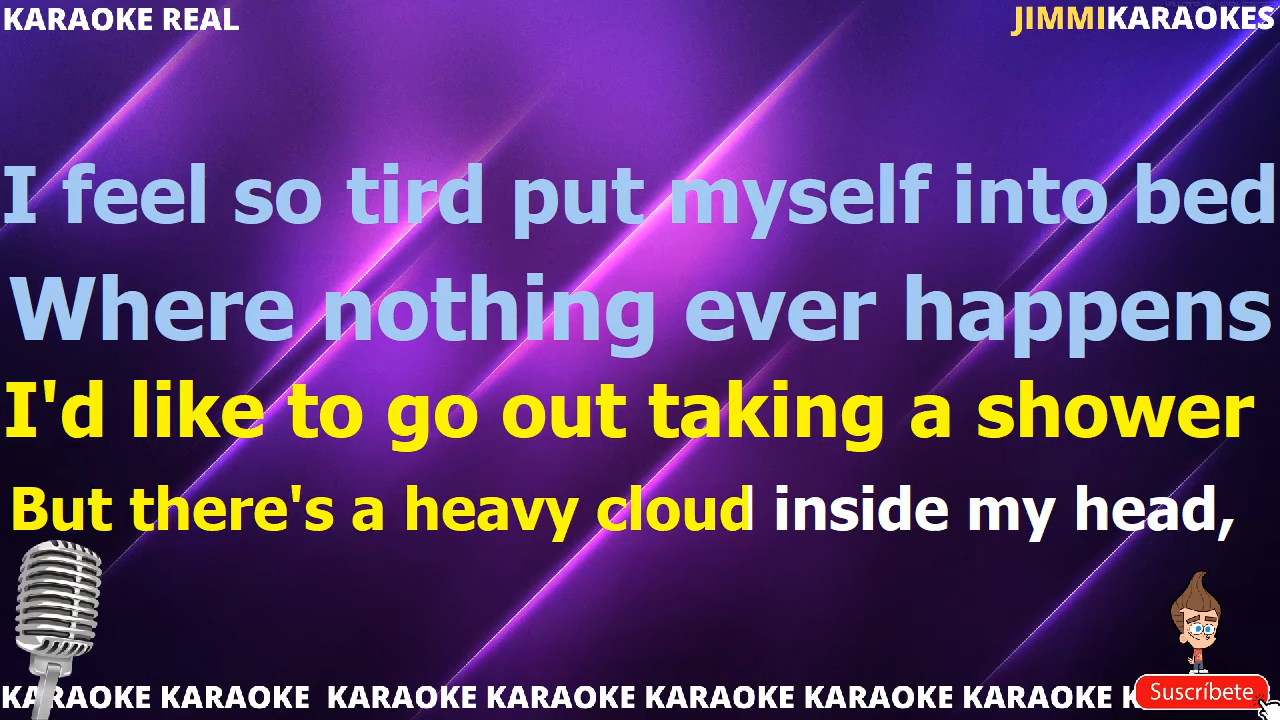 KARAOKE REAL
JIMMIKARAOKES
I feel so tird put myself into bed
Where nothing ever happens
I'd like to go out taking a shower
But there's a heavy cloud inside my head,
KARAOKE KARAOKE KARAOKE KARAOKE KARAOKE KARAOKE KARAOKE K
Suscríbete